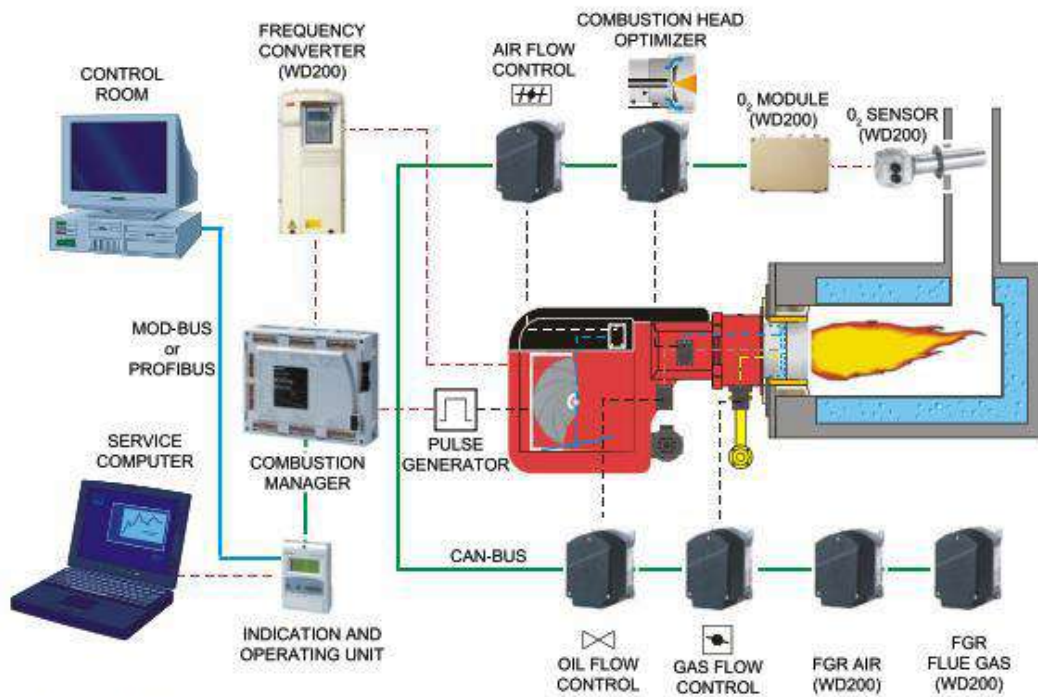 COMBUSTION HEAD
OPTIMIZER
FREQUENCY
CONVERTER
(WD200)
AIR FLOW
CONTROL
CONTROL
ROOM
O₂ MODULE
(WD200)
O₂ SENSOR
(WD200)
MOD-BUS
or
PROFIBUS
SERVICE
COMPUTER
COMBUSTION
MANAGER
PULSE
GENERATOR
CAN-BUS
INDICATION AND
OPERATING UNIT
OIL FLOW
CONTROL
GAS FLOW
CONTROL
FGR AIR
(WD200)
FGR
FLUE GAS
(WD200)